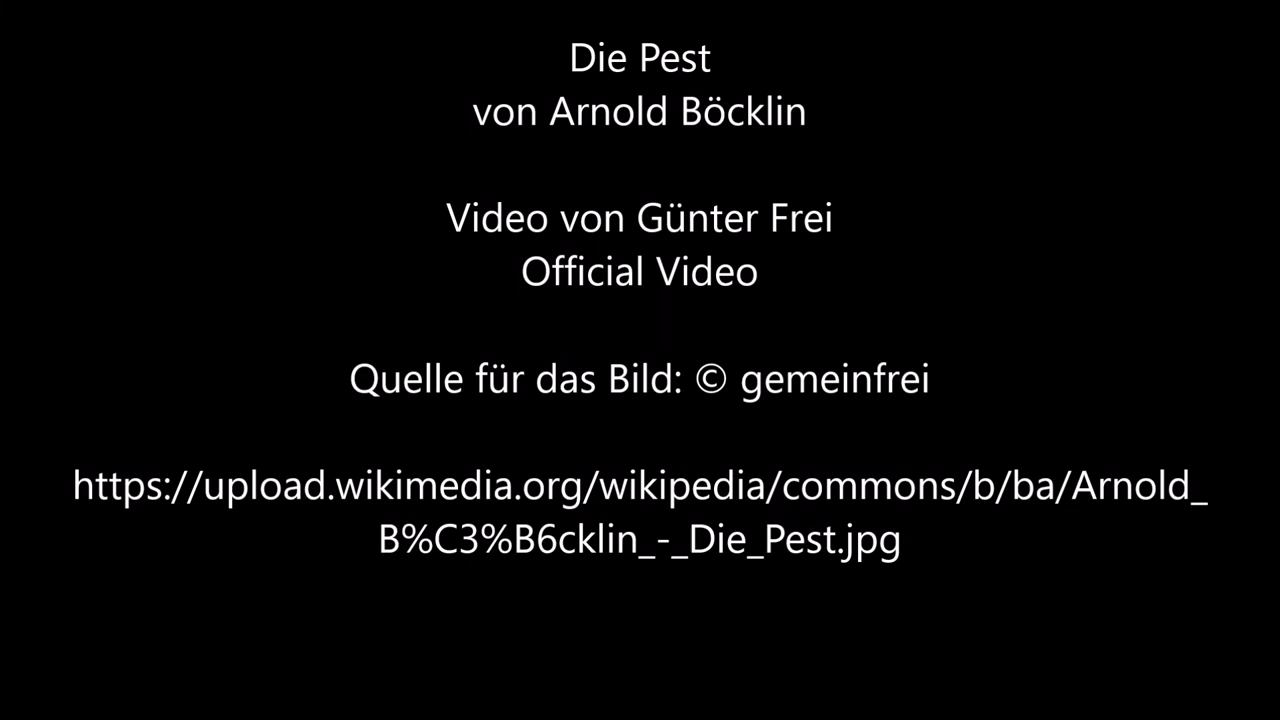 Die Pest
von Arnold Böcklin
Video von Günter Frei
Official Video
Quelle für das Bild: © gemeinfrei
https://upload.wikimedia.org/wikipedia/commons/b/ba/Arnold_
B%C3%B6cklin_-_Die_Pest.jpg